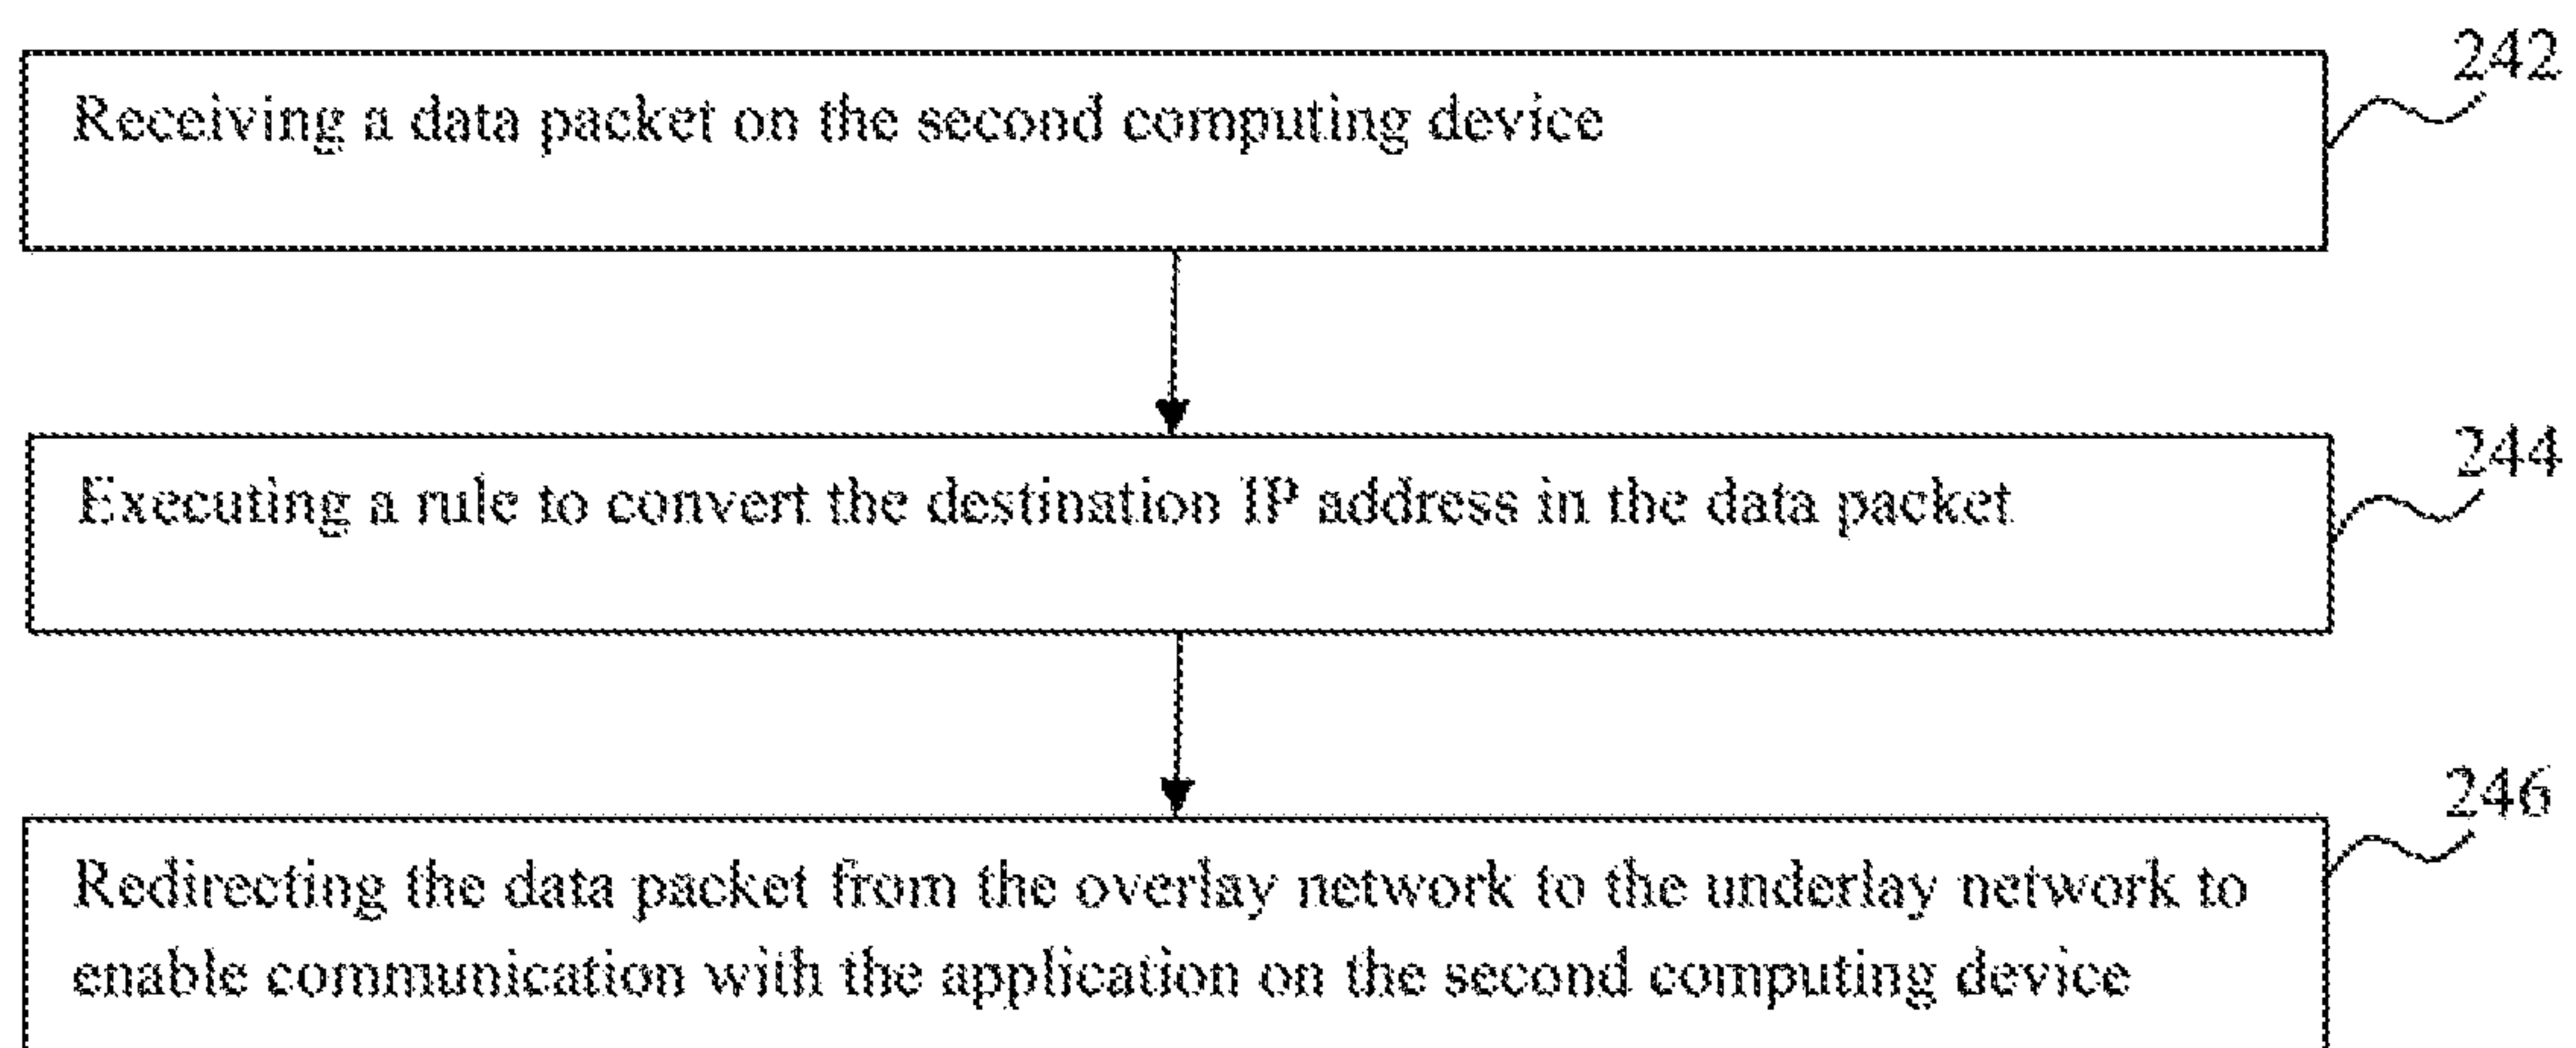 242
Receiving a data packet on the second computing device
244
Executing a rule to convert the destination IP address in the data packet
246
Redirecting the data packet from the overlay network to the underlay network to
enable communication with the application on the second computing device